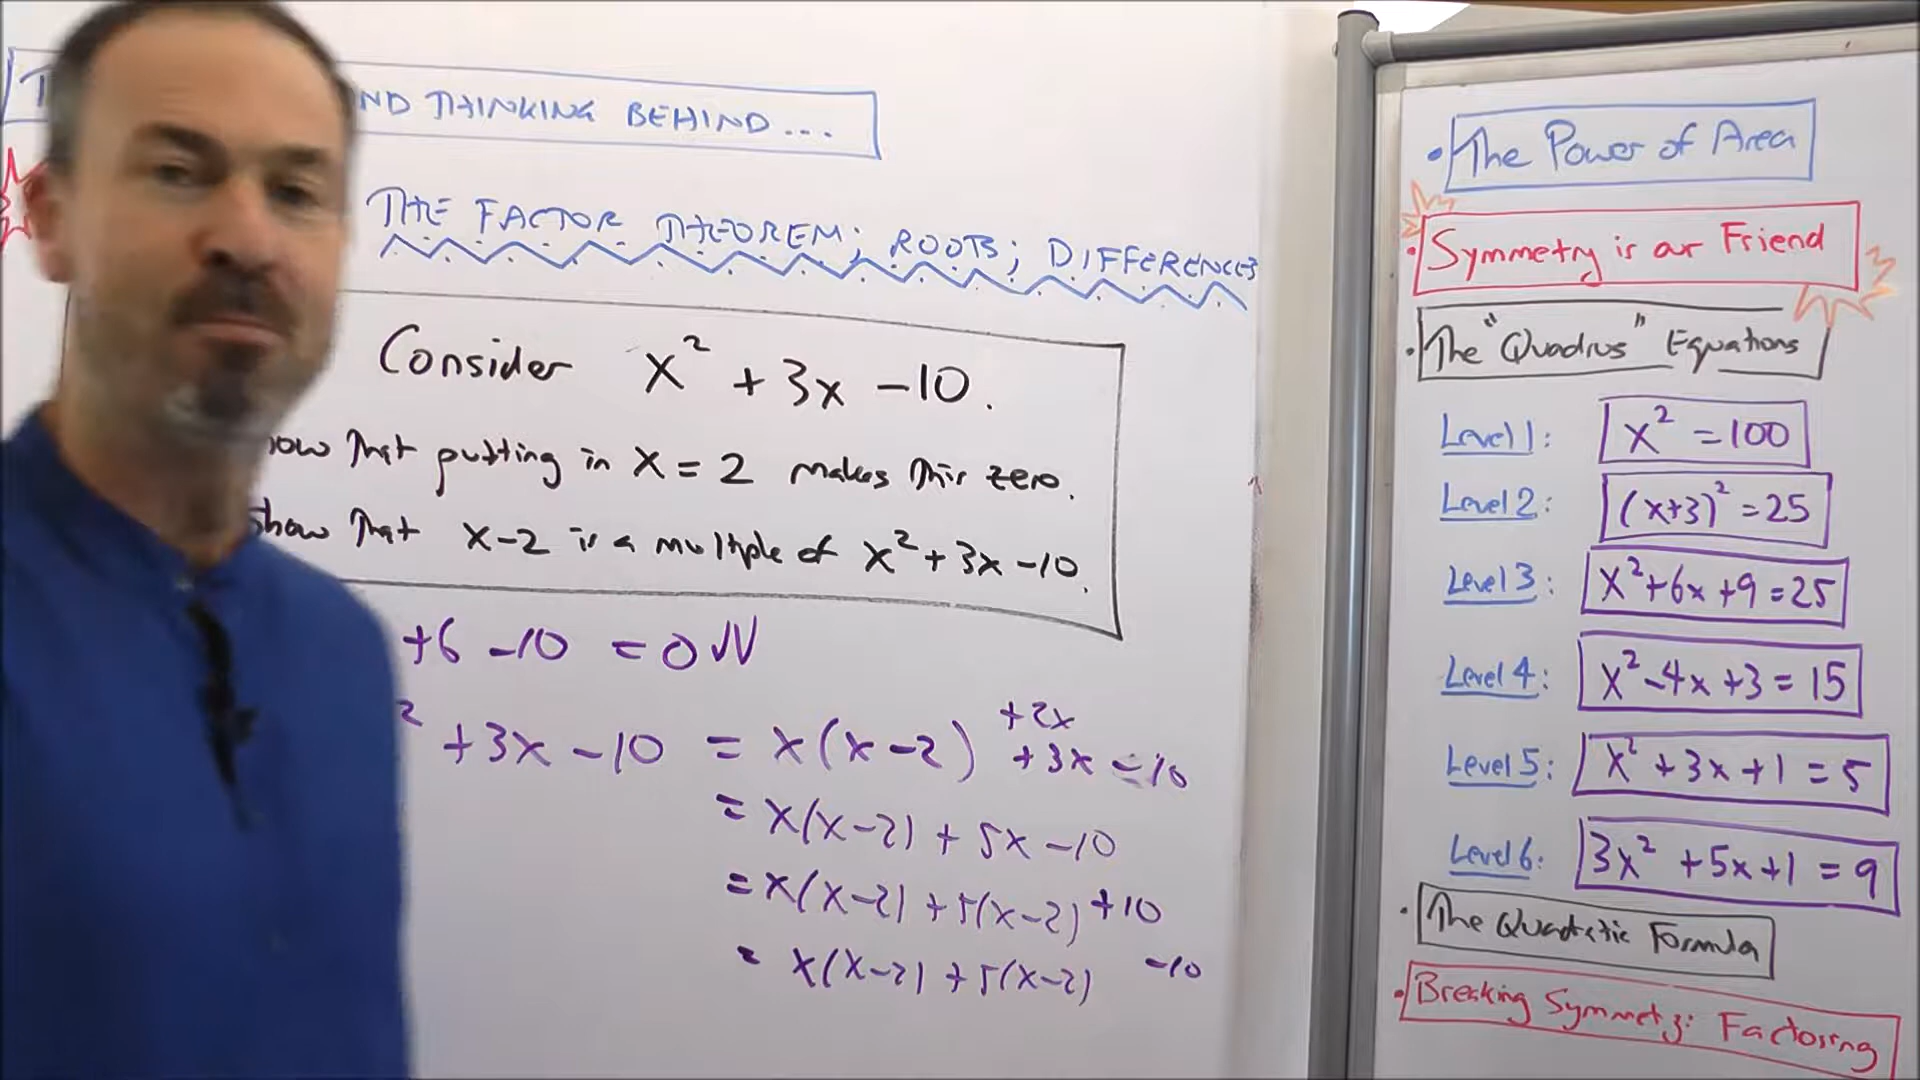 THINKING BEHIND...
THE FACTOR THEOREM; ROOTS; DIFFERENCES
Consider x² + 3x - 10.
that putting in x = 2 makes this zero.
show that x-2 is a multiple of x² + 3x - 10.
+6 -10 = 0
² + 3x - 10 = x(x-2) +2x +3x - 10
= x(x-2) + 5x - 10
= x(x-2) + 5(x-2) +10
= x(x-2) + 5(x-2) -10
• The Power of Area
• Symmetry is our Friend
• The "Quadrus" Equations
Level 1: x² = 100
Level 2: (x+3)² = 25
Level 3: x²+6x+9=25
Level 4: x²-4x+3=15
Level 5: x²+3x+1=5
Level 6: 3x²+5x+1=9
• The Quadratic Formula
• Breaking Symmetry: Factoring